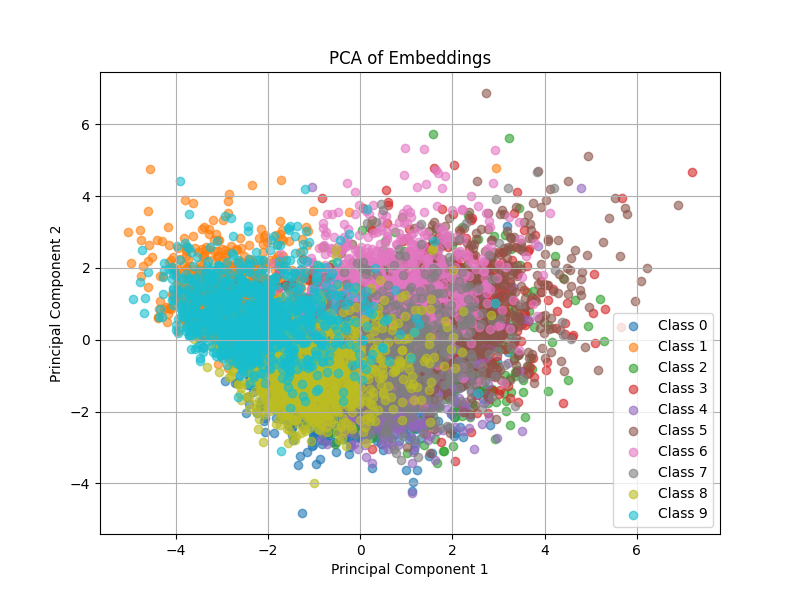 PCA of Embeddings
Principal Component 2
6
4
2
0
−2
−4
−4 −2 0 2 4 6
Principal Component 1
Class 0
Class 1
Class 2
Class 3
Class 4
Class 5
Class 6
Class 7
Class 8
Class 9